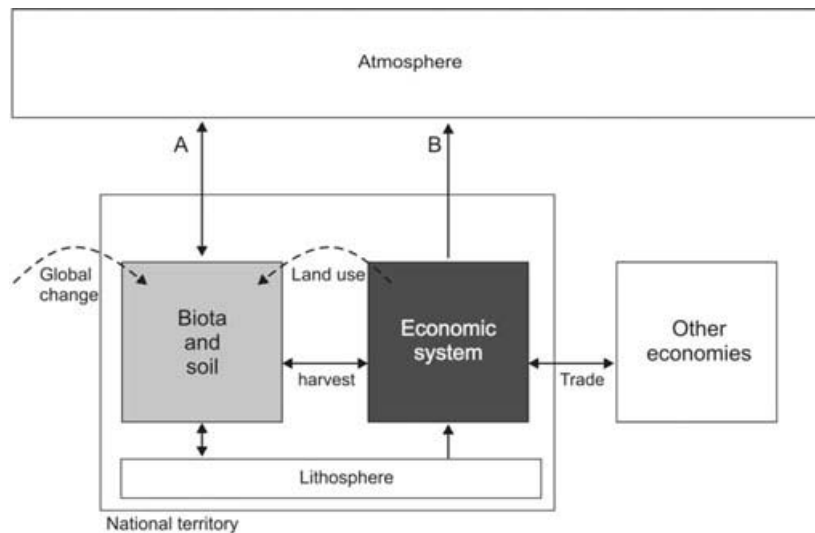 Atmosphere
A
B
Global
change
Land use
Biota
and
soil
Economic
system
Other
economies
harvest
Trade
Lithosphere
National territory